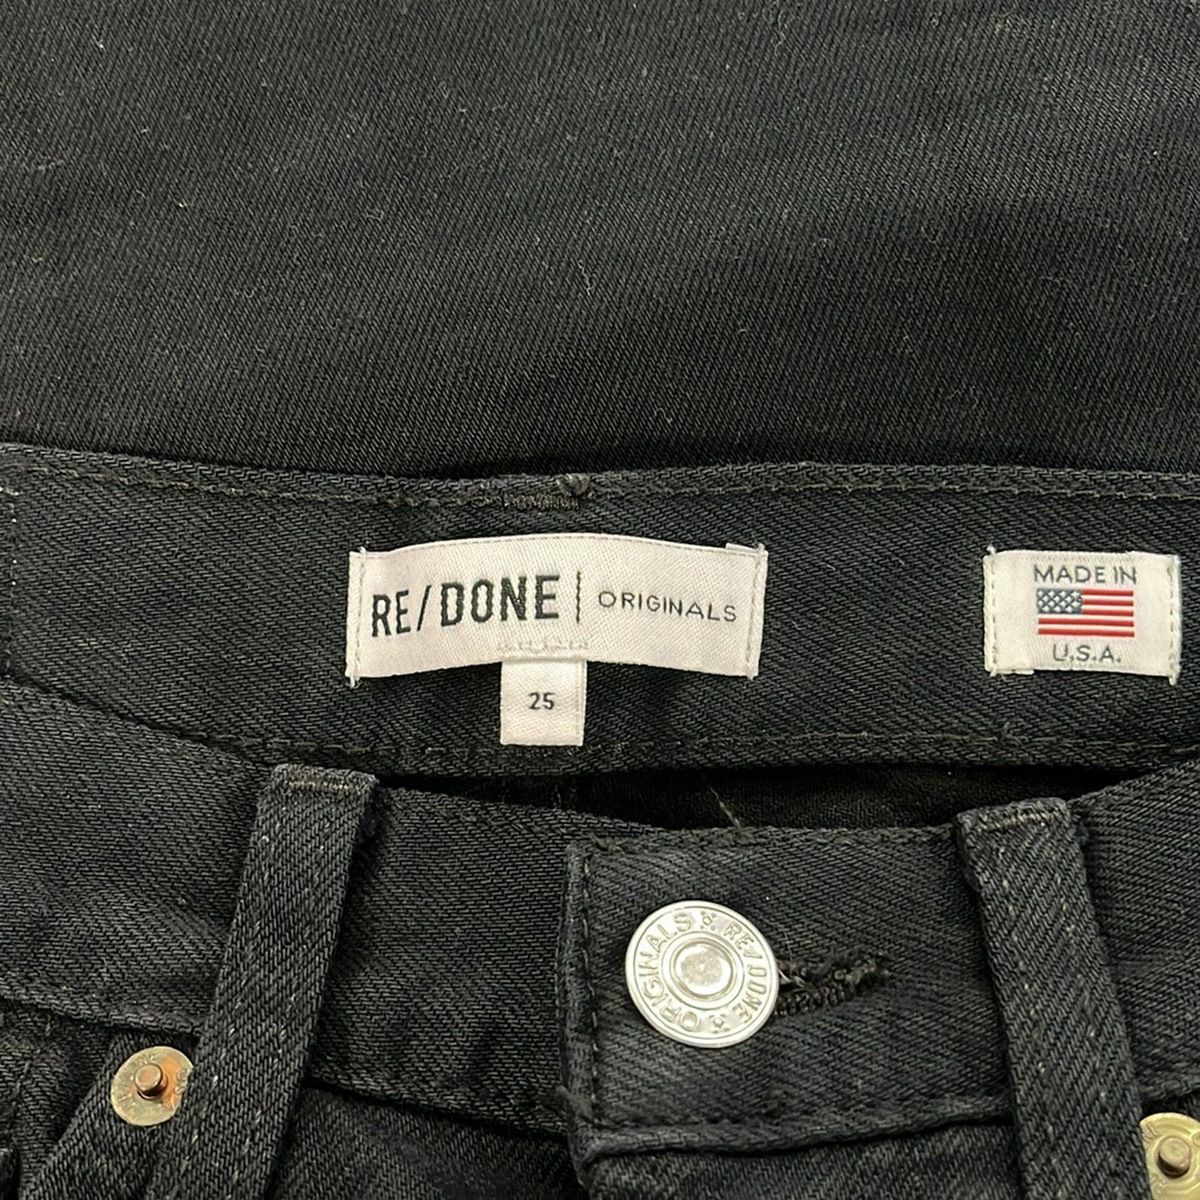 RE/DONE | ORIGINALS
25
MADE IN
U.S.A.
RE/DONE
ORIGINALS